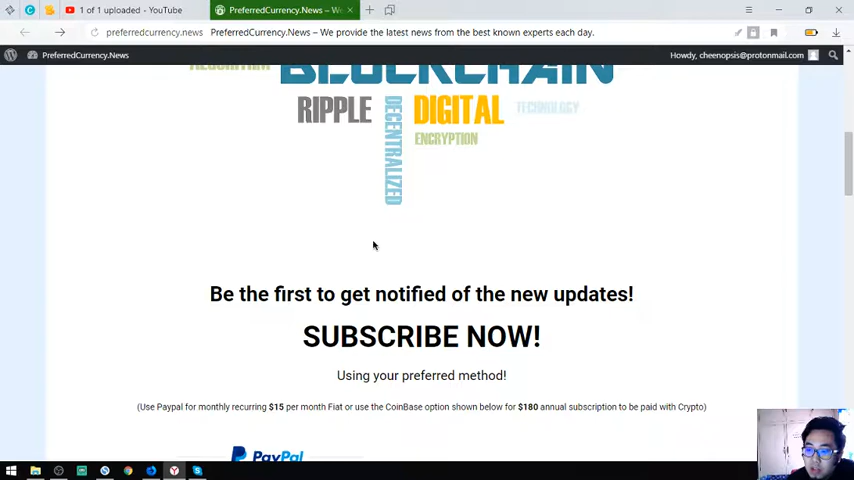 1 of 1 uploaded - YouTube
PreferredCurrency.News – W
preferredcurrency.news
PreferredCurrency.News – We provide the latest news from the best known experts each day.
PreferredCurrency.News
Howdy, cheenopsis@protonmail.com
ALGORITHM
BLOCKCHAIN
RIPPLE
DECENTRALIZED
DIGITAL
TECHNOLOGY
ENCRYPTION
Be the first to get notified of the new updates!
SUBSCRIBE NOW!
Using your preferred method!
(Use Paypal for monthly recurring $15 per month Fiat or use the CoinBase option shown below for $180 annual subscription to be paid with Crypto)
PayPal